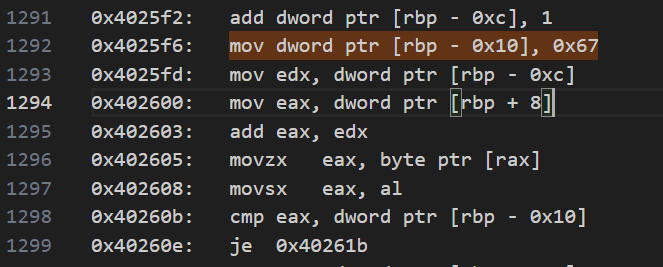 1291 0x4025f2: add dword ptr [rbp - 0xc], 1
1292 0x4025f6: mov dword ptr [rbp - 0x10], 0x67
1293 0x4025fd: mov edx, dword ptr [rbp - 0xc]
1294 0x402600: mov eax, dword ptr [rbp + 8]
1295 0x402603: add eax, edx
1296 0x402605: movzx eax, byte ptr [rax]
1297 0x402608: movsx eax, al
1298 0x40260b: cmp eax, dword ptr [rbp - 0x10]
1299 0x40260e: je 0x40261b